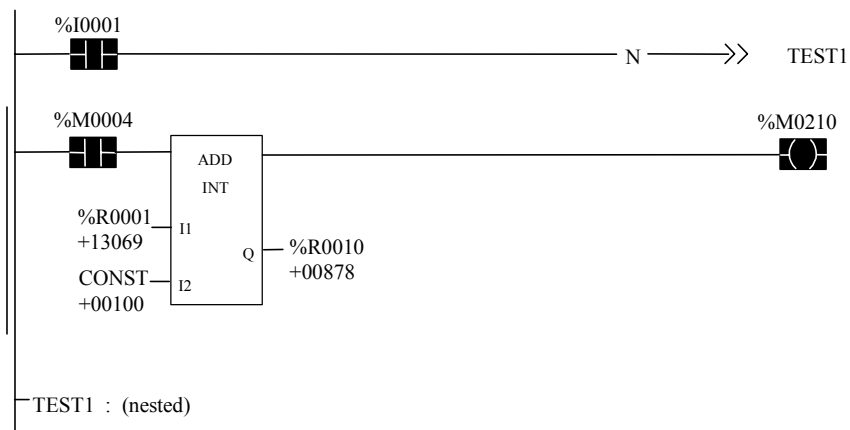 %I0001
N TEST1
%M0004
%M0210
ADD
INT
%R0001 I1
+13069
Q %R0010
+00878
CONST I2
+00100
TEST1 : (nested)